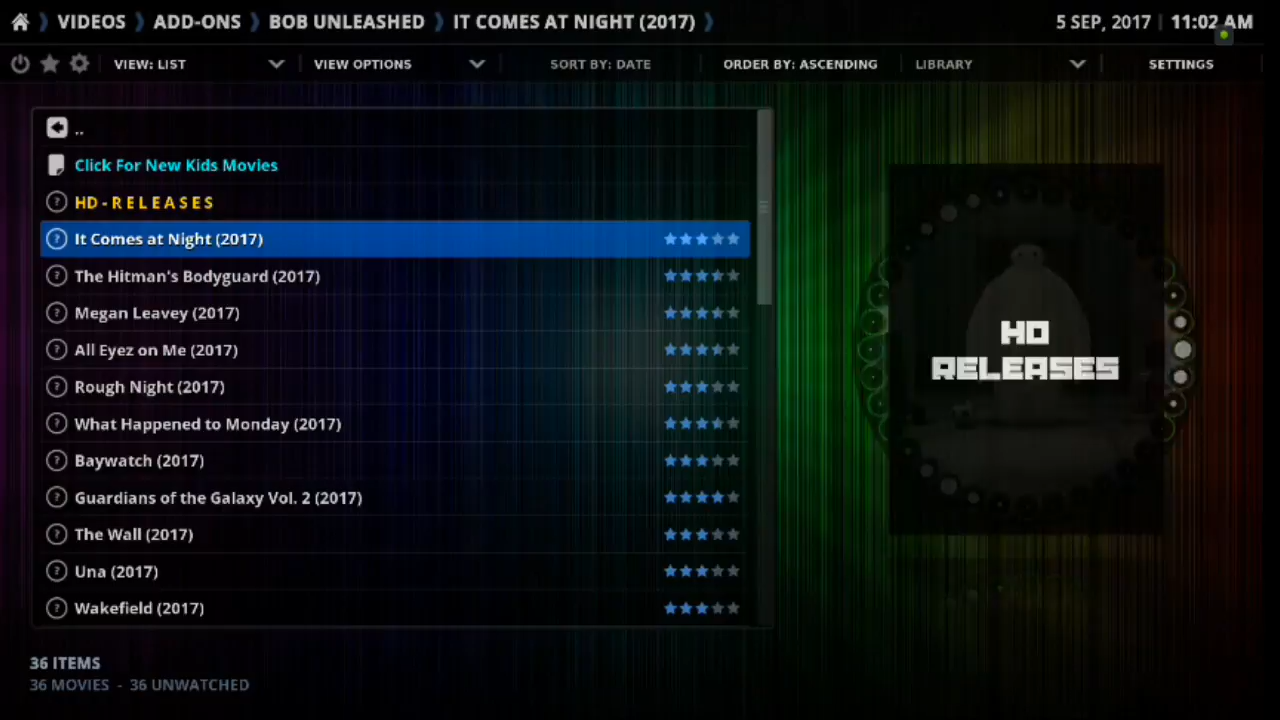 VIDEOS ADD-ONS BOB UNLEASHED IT COMES AT NIGHT (2017) 5 SEP, 2017 | 11:02 AM
VIEW: LIST VIEW OPTIONS SORT BY: DATE ORDER BY: ASCENDING LIBRARY SETTINGS
..
Click For New Kids Movies
HD-RELEASES
It Comes at Night (2017)
The Hitman's Bodyguard (2017)
Megan Leavey (2017)
All Eyez on Me (2017)
Rough Night (2017)
What Happened to Monday (2017)
Baywatch (2017)
Guardians of the Galaxy Vol. 2 (2017)
The Wall (2017)
Una (2017)
Wakefield (2017)
HD
RELEASES
36 ITEMS
36 MOVIES - 36 UNWATCHED